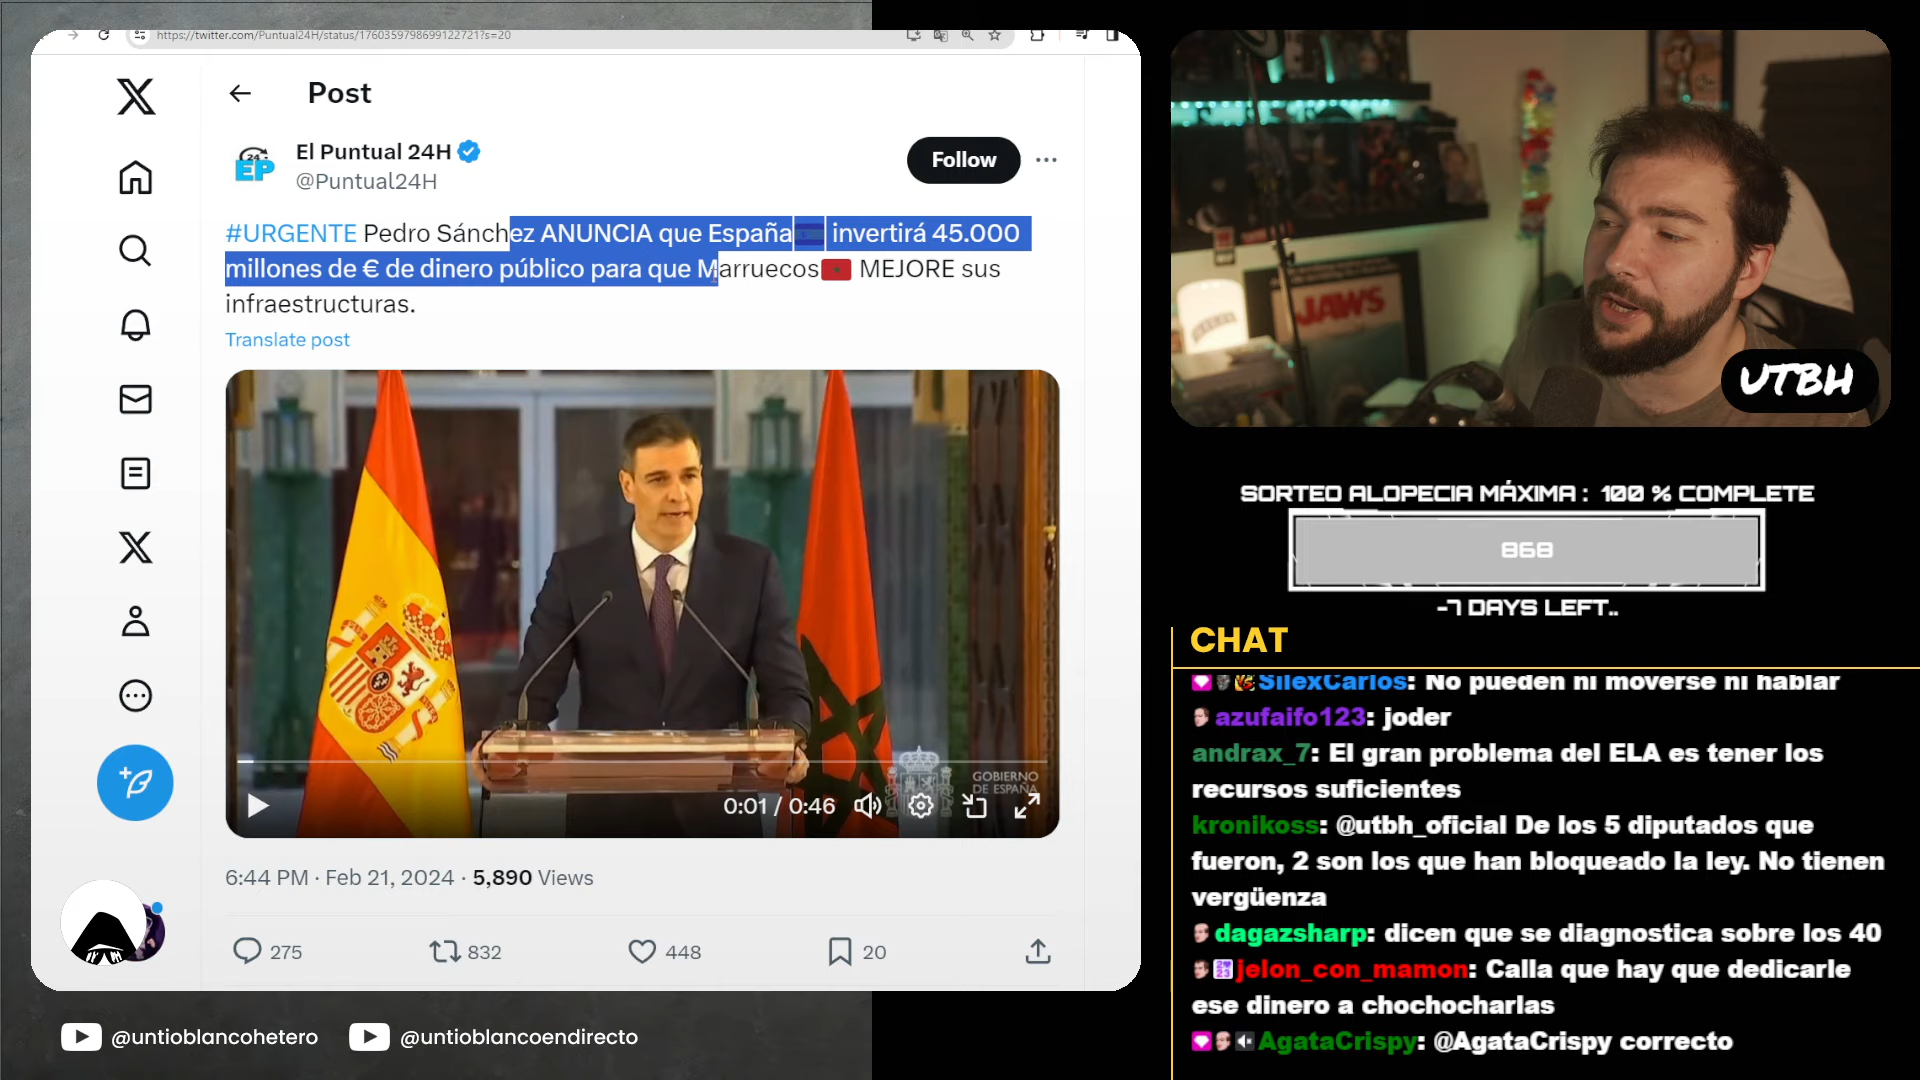 https://twitter.com/Puntual24H/status/1760359798699122721?s=20
Post
El Puntual 24H
@Puntual24H
Follow
24
EP
#URGENTE Pedro Sánchez ANUNCIA que España invertirá 45.000
millones de € de dinero público para que Marruecos MEJORE sus
infraestructuras.
Translate post
GOBIERNO
DE ESPAÑA
0:01 / 0:46
6:44 PM · Feb 21, 2024 · 5,890 Views
275
832
448
20
@untioblancohetero
@untioblancoendirecto
JAWS
UTBH
SORTEO ALOPECIA MÁXIMA : 100 % COMPLETE
868
-7 DAYS LEFT..
CHAT
SilexCarlos: No pueden ni moverse ni hablar
azufaifo123: joder
andrax_7: El gran problema del ELA es tener los
recursos suficientes
kronikoss: @utbh_oficial De los 5 diputados que
fueron, 2 son los que han bloqueado la ley. No tienen
vergüenza
dagazsharp: dicen que se diagnostica sobre los 40
jelon_con_mamon: Calla que hay que dedicarle
ese dinero a chochocharlas
AgataCrispy: @AgataCrispy correcto